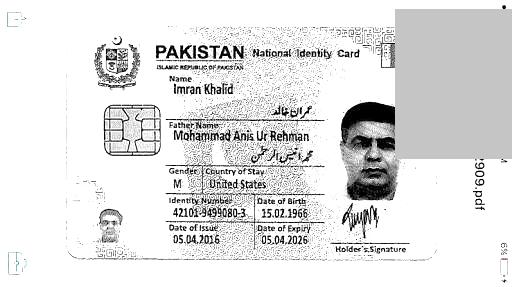 PAKISTAN National Identity Card
ISLAMIC REPUBLIC OF PAKISTAN
Name
Imran Khalid
عمران خالد
Father Name
Mohammad Anis Ur Rehman
محمد انیس الرحمٰن
Gender Country of Stay
M United States
Identity Number Date of Birth
42101-9499080-3 15.02.1966
Date of Issue Date of Expiry
05.04.2016 05.04.2026
Holder's Signature
909.pdf